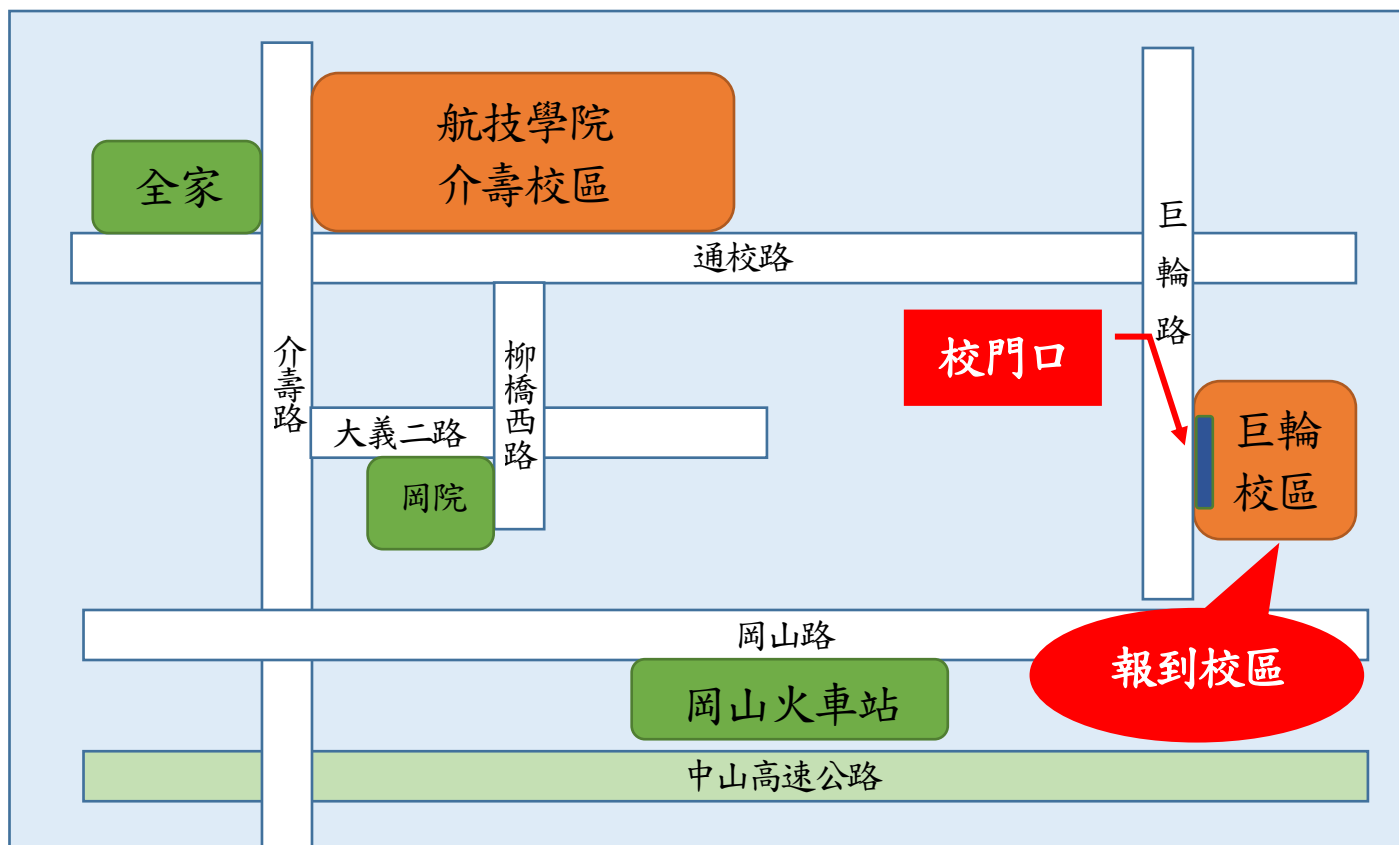 航技學院
介壽校區
全家
通校路
巨輪路
校門口
介壽路
柳橋西路
大義二路
岡院
巨輪
校區
岡山路
報到校區
岡山火車站
中山高速公路